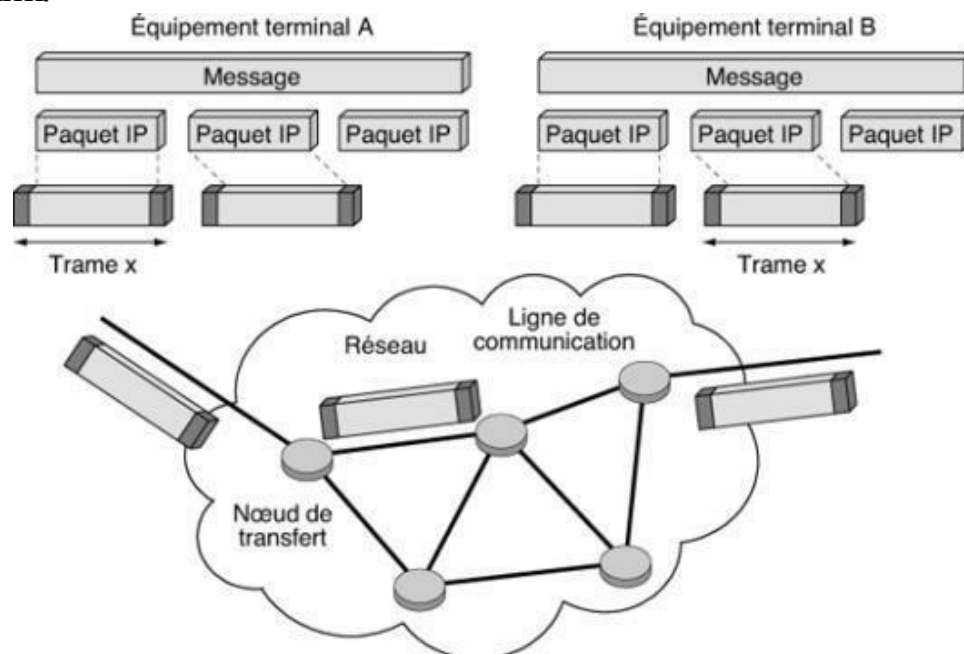 Équipement terminal A
Équipement terminal B
Message
Message
Paquet IP
Paquet IP
Paquet IP
Paquet IP
Paquet IP
Paquet IP
Trame x
Trame x
Réseau
Ligne de
communication
Nœud de
transfert